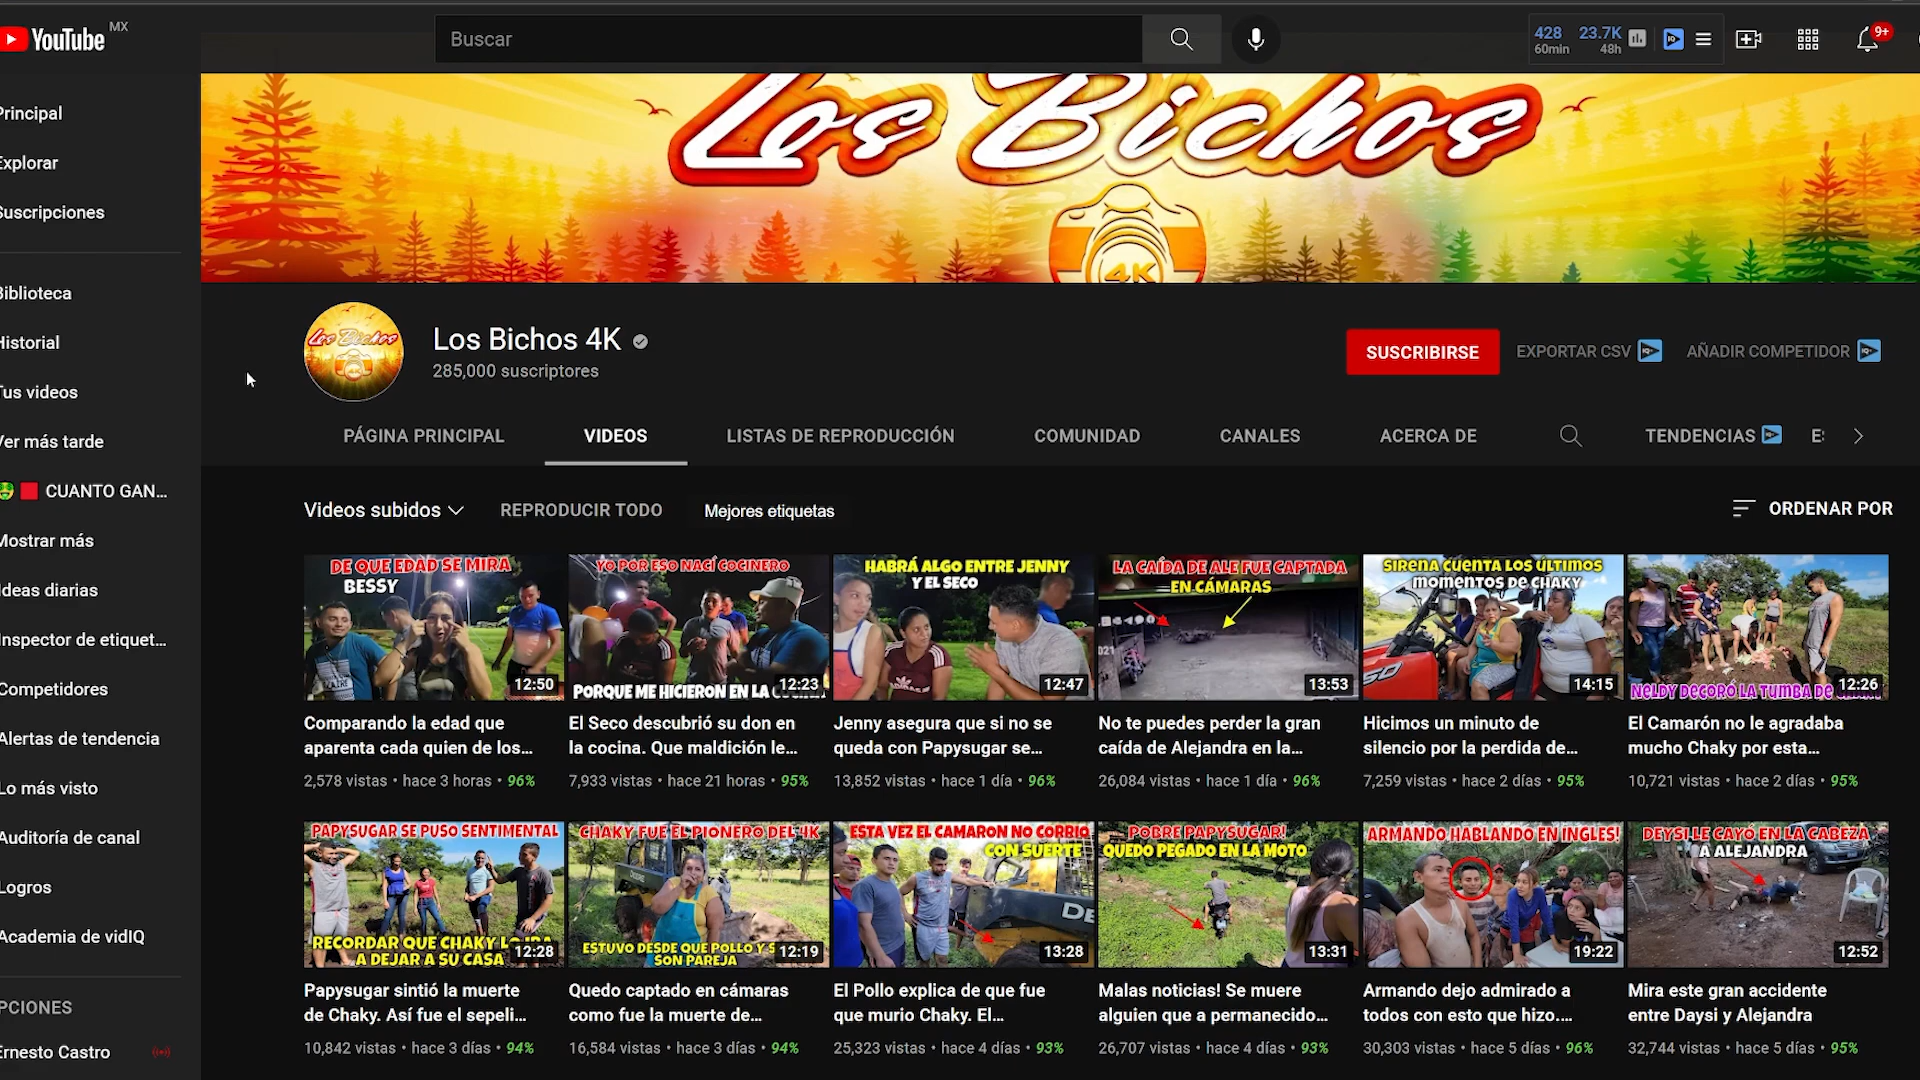 YouTube MX
Buscar
428 60min
23.7K 48h
9+
Principal
Explorar
Suscripciones
Biblioteca
Historial
Tus videos
Ver más tarde
CUANTO GAN...
Mostrar más
Ideas diarias
Inspector de etiquet...
Competidores
Alertas de tendencia
Lo más visto
Auditoría de canal
Logros
Academia de vidIQ
PCIONES
Ernesto Castro
Los Bichos
4K
Los Bichos
4K
Los Bichos 4K
285,000 suscriptores
SUSCRIBIRSE
EXPORTAR CSV
AÑADIR COMPETIDOR
PÁGINA PRINCIPAL
VIDEOS
LISTAS DE REPRODUCCIÓN
COMUNIDAD
CANALES
ACERCA DE
TENDENCIAS
Videos subidos
REPRODUCIR TODO
Mejores etiquetas
ORDENAR POR
DE QUE EDAD SE MIRA
BESSY
12:50
Comparando la edad que
aparenta cada quien de los...
2,578 vistas • hace 3 horas • 96%
YO POR ESO NACÍ COCINERO
PORQUE ME HICIERON EN LA
12:23
El Seco descubrió su don en
la cocina. Que maldición le...
7,933 vistas • hace 21 horas • 95%
HABRÁ ALGO ENTRE JENNY
Y EL SECO
12:47
Jenny asegura que si no se
queda con Papysugar se...
13,852 vistas • hace 1 día • 96%
LA CAÍDA DE ALE FUE CAPTADA
EN CÁMARAS
13:53
No te puedes perder la gran
caída de Alejandra en la...
26,084 vistas • hace 1 día • 96%
SIRENA CUENTA LOS ÚLTIMOS
MOMENTOS DE CHAKY
14:15
Hicimos un minuto de
silencio por la perdida de...
7,259 vistas • hace 2 días • 95%
NELDY DECORÓ LA TUMBA DE
12:26
El Camarón no le agradaba
mucho Chaky por esta...
10,721 vistas • hace 2 días • 95%
PAPYSUGAR SE PUSO SENTIMENTAL
RECORDAR QUE CHAKY LO IBA
A DEJAR A SU CASA
12:28
Papysugar sintió la muerte
de Chaky. Así fue el sepeli...
10,842 vistas • hace 3 días • 94%
CHAKY FUE EL PIONERO DEL 4K
ESTUVO DESDE QUE POLLO Y S
SON PAREJA
12:19
Quedo captado en cámaras
como fue la muerte de...
16,584 vistas • hace 3 días • 94%
ESTA VEZ EL CAMARON NO CORRIO
CON SUERTE
13:28
El Pollo explica de que fue
que murio Chaky. El...
25,323 vistas • hace 4 días • 93%
POBRE PAPYSUGAR!
QUEDO PEGADO EN LA MOTO
13:31
Malas noticias! Se muere
alguien que a permanecido...
26,707 vistas • hace 4 días • 93%
ARMANDO HABLANDO EN INGLES!
19:22
Armando dejo admirado a
todos con esto que hizo....
30,303 vistas • hace 5 días • 96%
DEYSI LE CAYÓ EN LA CABEZA
A ALEJANDRA
12:52
Mira este gran accidente
entre Daysi y Alejandra
32,744 vistas • hace 5 días • 95%